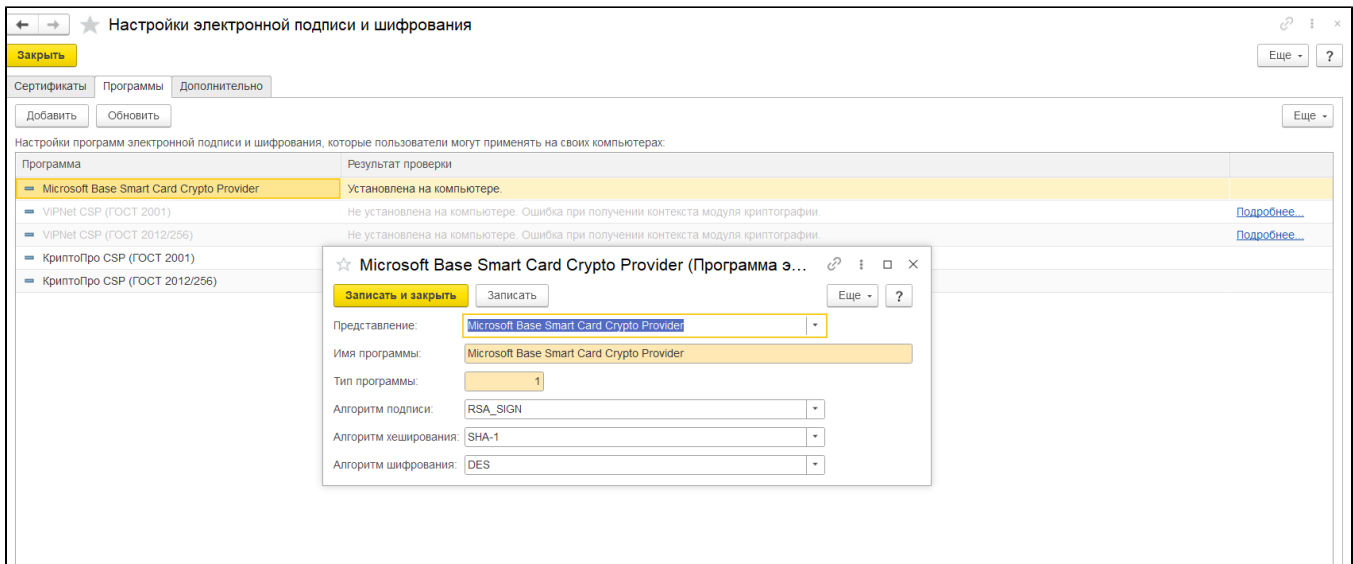 Настройки электронной подписи и шифрования
Закрыть
Еще
?
Сертификаты Программы Дополнительно
Добавить Обновить Еще
Настройки программ электронной подписи и шифрования, которые пользователи могут применять на своих компьютерах:
Программа Результат проверки
Microsoft Base Smart Card Crypto Provider Установлена на компьютере.
ViPNet CSP (ГОСТ 2001) Не установлена на компьютере. Ошибка при получении контекста модуля криптографии. Подробнее...
ViPNet CSP (ГОСТ 2012/256) Не установлена на компьютере. Ошибка при получении контекста модуля криптографии. Подробнее...
КриптоПро CSP (ГОСТ 2001)
КриптоПро CSP (ГОСТ 2012/256)
Microsoft Base Smart Card Crypto Provider (Программа э...
Записать и закрыть Записать Еще ?
Представление: Microsoft Base Smart Card Crypto Provider
Имя программы: Microsoft Base Smart Card Crypto Provider
Тип программы: 1
Алгоритм подписи: RSA_SIGN
Алгоритм хеширования: SHA-1
Алгоритм шифрования: DES